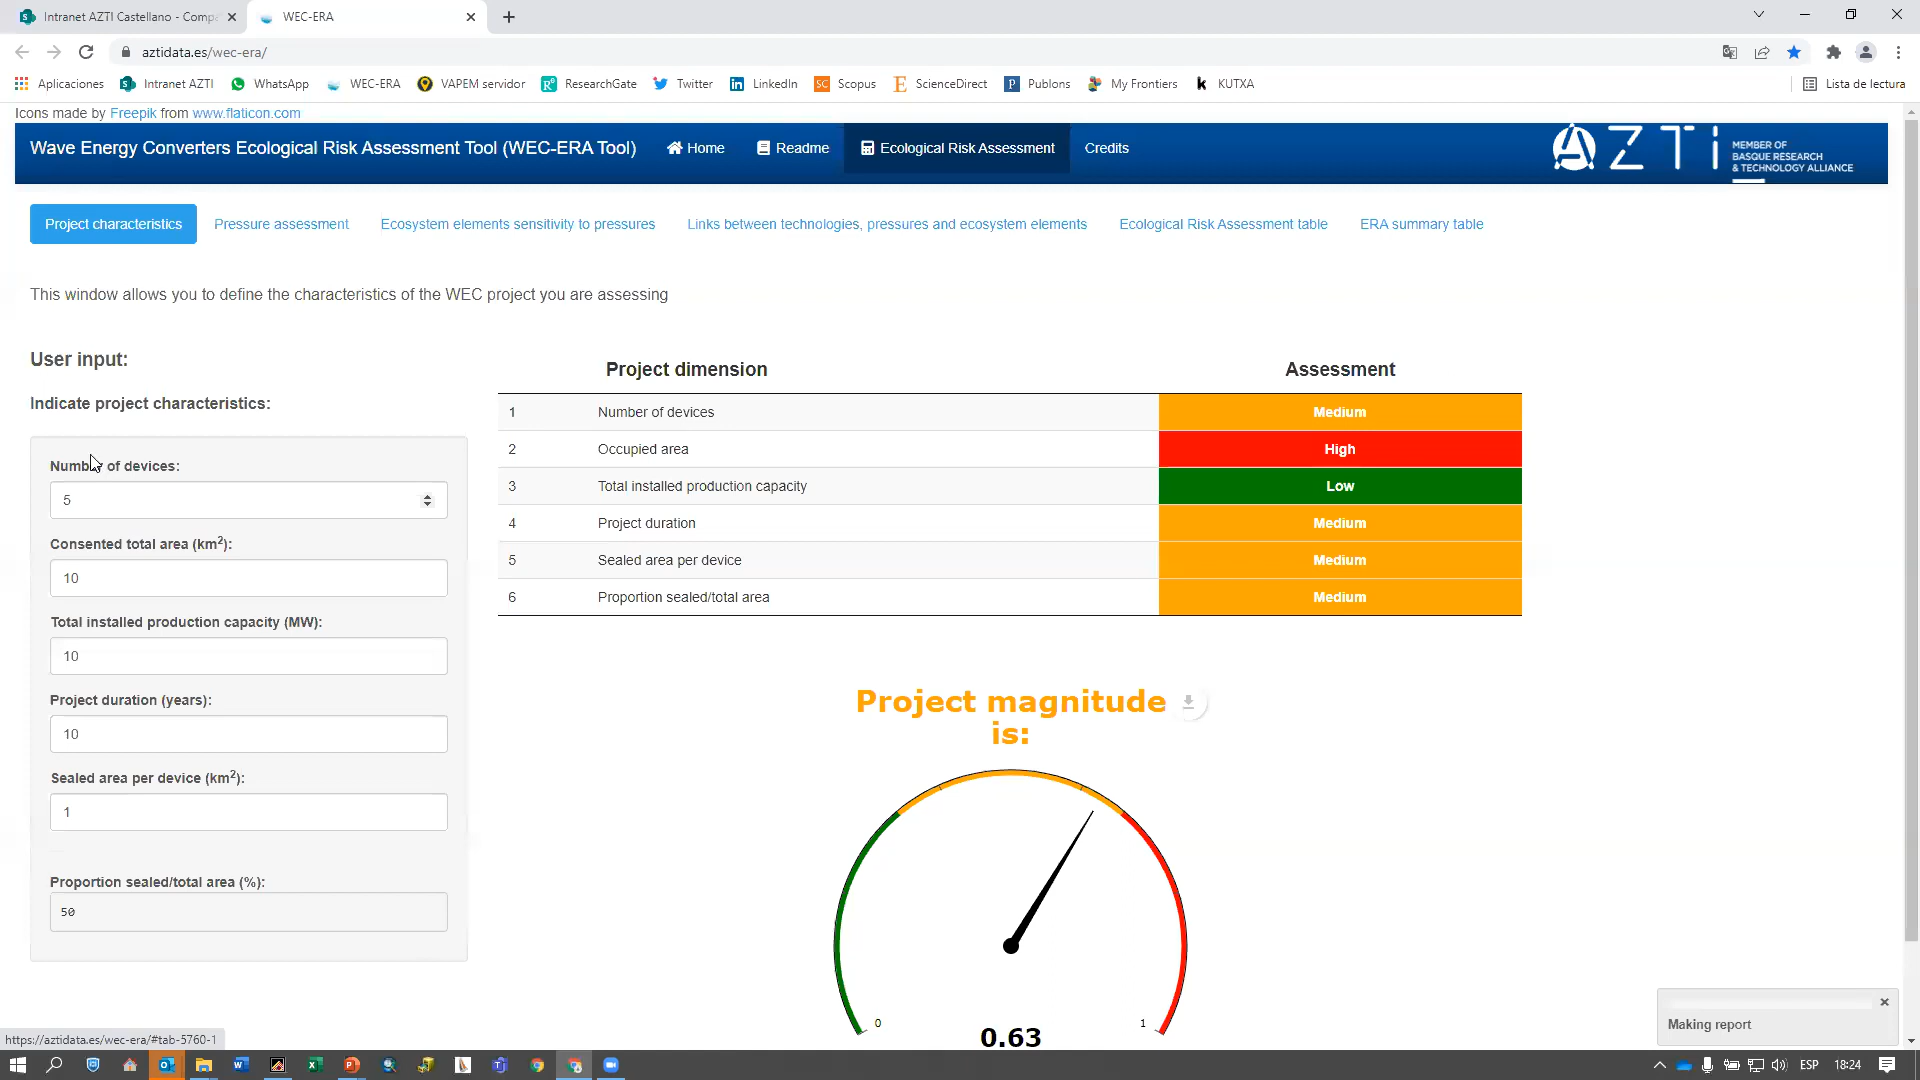 Intranet AZTI Castellano - Comp
WEC-ERA
aztidata.es/wec-era/
Aplicaciones
Intranet AZTI
WhatsApp
WEC-ERA
VAPEM servidor
ResearchGate
Twitter
LinkedIn
Scopus
ScienceDirect
Publons
My Frontiers
KUTXA
Lista de lectura
Icons made by Freepik from www.flaticon.com
Wave Energy Converters Ecological Risk Assessment Tool (WEC-ERA Tool)
Home
Readme
Ecological Risk Assessment
Credits
AZTI
MEMBER OF
BASQUE RESEARCH
& TECHNOLOGY ALLIANCE
Project characteristics
Pressure assessment
Ecosystem elements sensitivity to pressures
Links between technologies, pressures and ecosystem elements
Ecological Risk Assessment table
ERA summary table
This window allows you to define the characteristics of the WEC project you are assessing
User input:
Indicate project characteristics:
Number of devices:
5
Consented total area (km²):
10
Total installed production capacity (MW):
10
Project duration (years):
10
Sealed area per device (km²):
1
Proportion sealed/total area (%):
50
Project dimension Assessment
1 Number of devices Medium
2 Occupied area High
3 Total installed production capacity Low
4 Project duration Medium
5 Sealed area per device Medium
6 Proportion sealed/total area Medium
Project magnitude
is:
0
1
0.63
Making report
https://aztidata.es/wec-era/#tab-5760-1
ESP
18:24